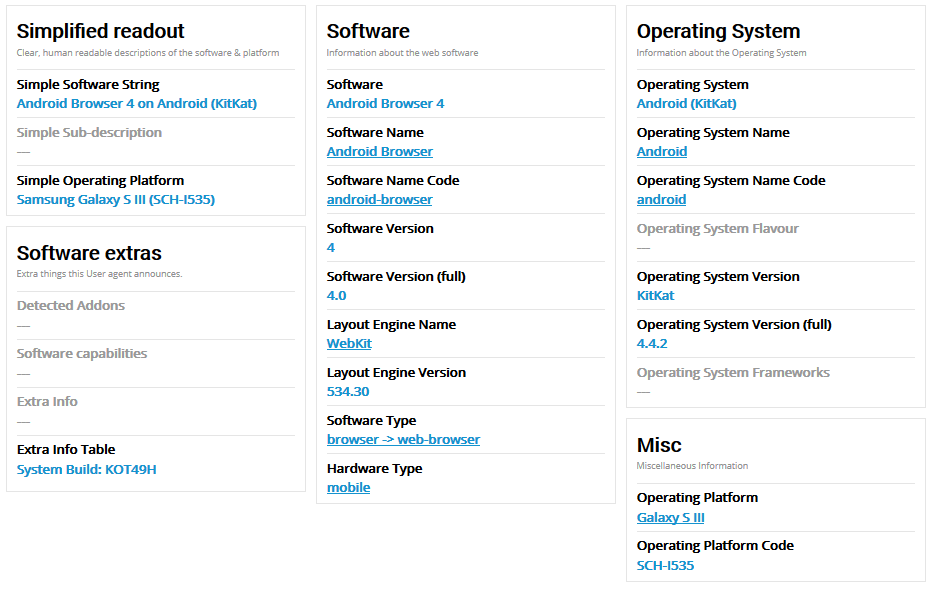 Simplified readout
Clear, human readable descriptions of the software & platform
Simple Software String
Android Browser 4 on Android (KitKat)
Simple Sub-description
—
Simple Operating Platform
Samsung Galaxy S III (SCH-I535)
Software extras
Extra things this User agent announces.
Detected Addons
—
Software capabilities
—
Extra Info
—
Extra Info Table
System Build: KOT49H
Software
Information about the web software
Software
Android Browser 4
Software Name
Android Browser
Software Name Code
android-browser
Software Version
4
Software Version (full)
4.0
Layout Engine Name
WebKit
Layout Engine Version
534.30
Software Type
browser -> web-browser
Hardware Type
mobile
Operating System
Information about the Operating System
Operating System
Android (KitKat)
Operating System Name
Android
Operating System Name Code
android
Operating System Flavour
—
Operating System Version
KitKat
Operating System Version (full)
4.4.2
Operating System Frameworks
—
Misc
Miscellaneous Information
Operating Platform
Galaxy S III
Operating Platform Code
SCH-I535